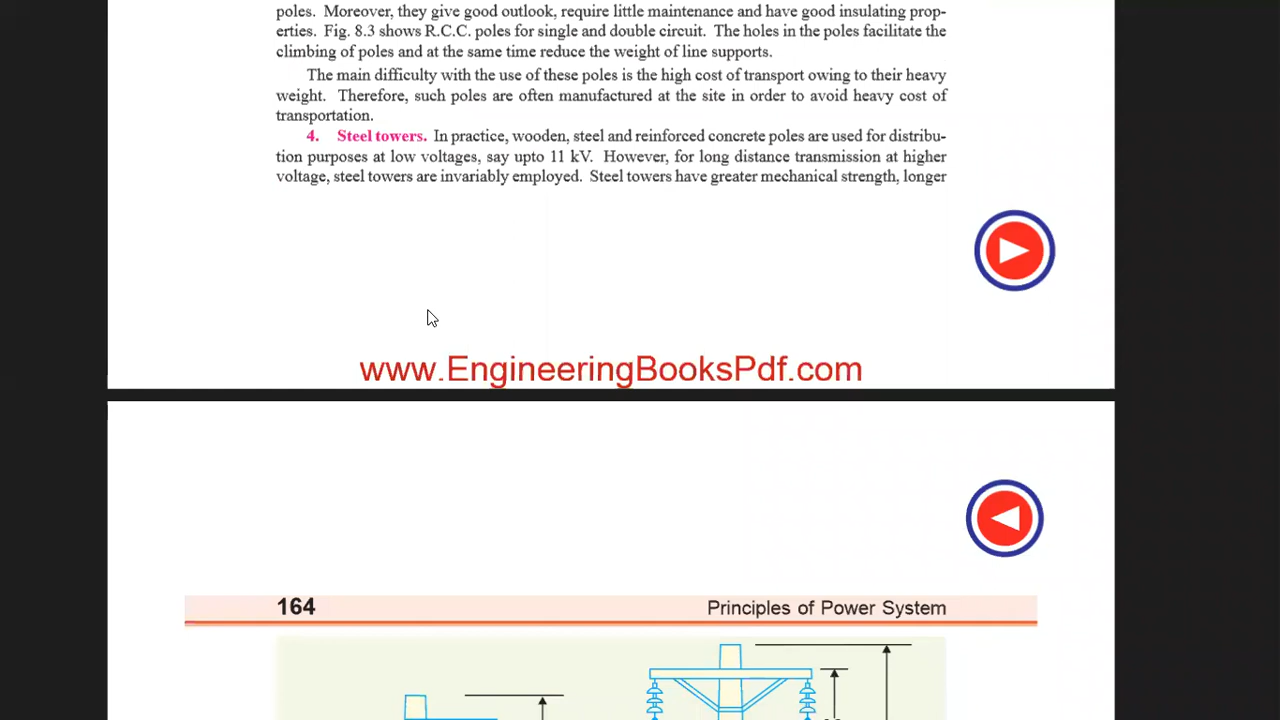 poles. Moreover, they give good outlook, require little maintenance and have good insulating prop-
erties. Fig. 8.3 shows R.C.C. poles for single and double circuit. The holes in the poles facilitate the
climbing of poles and at the same time reduce the weight of line supports.
The main difficulty with the use of these poles is the high cost of transport owing to their heavy
weight. Therefore, such poles are often manufactured at the site in order to avoid heavy cost of
transportation.
4. Steel towers. In practice, wooden, steel and reinforced concrete poles are used for distribu-
tion purposes at low voltages, say upto 11 kV. However, for long distance transmission at higher
voltage, steel towers are invariably employed. Steel towers have greater mechanical strength, longer
www.EngineeringBooksPdf.com
164 Principles of Power System